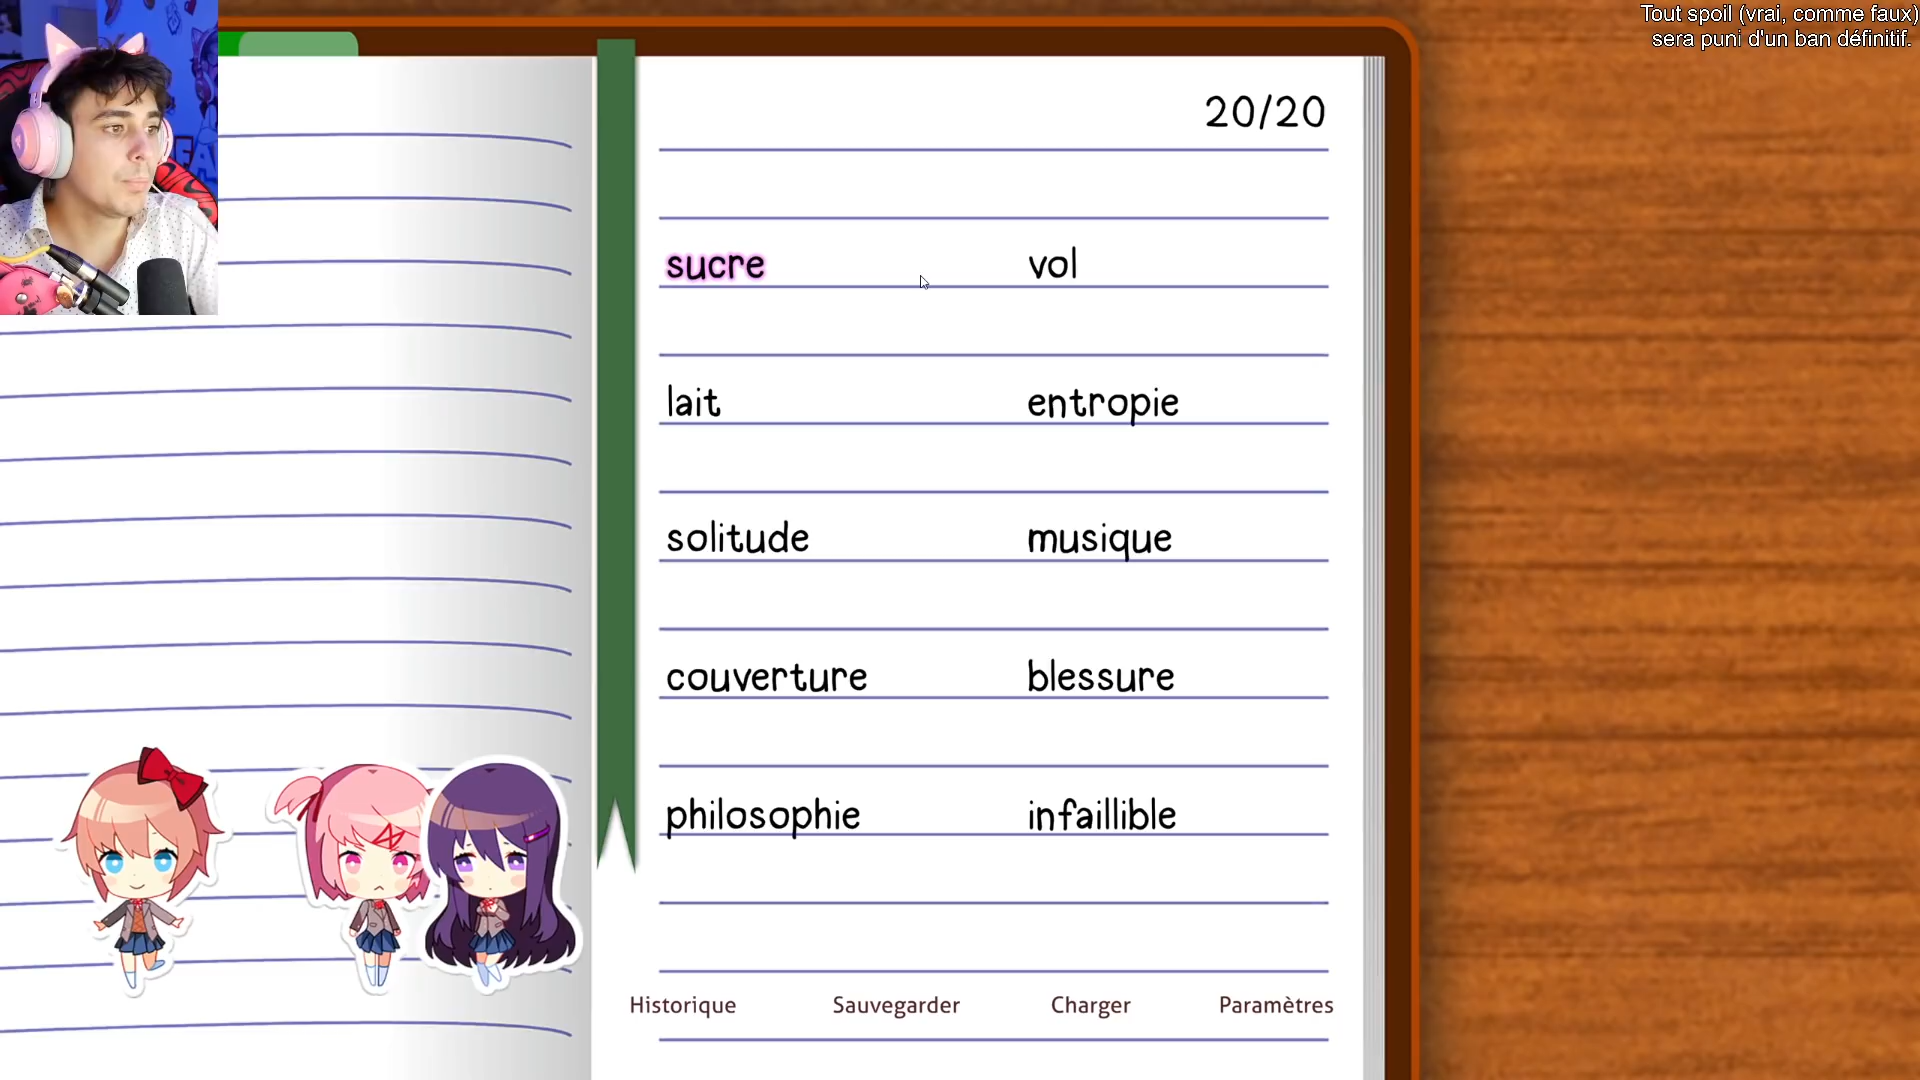 Tout spoil (vrai, comme faux)
sera puni d'un ban définitif.
20/20
sucre vol
lait entropie
solitude musique
couverture blessure
philosophie infaillible
Historique Sauvegarder Charger Paramètres